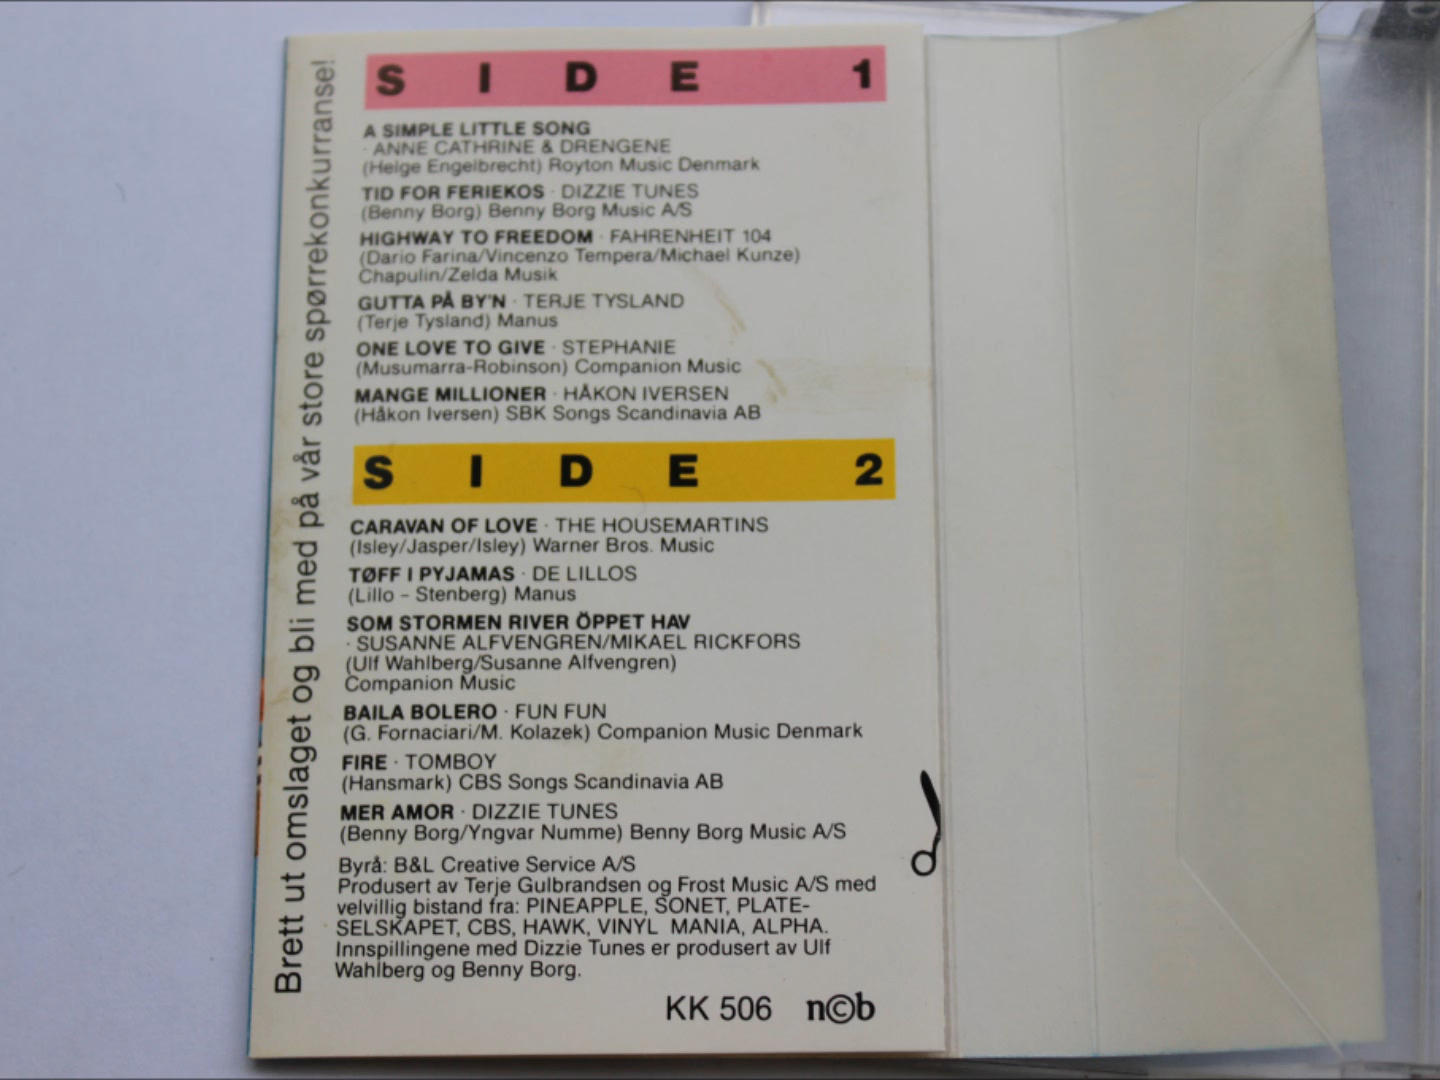 Brett ut omslaget og bli med på vår store spørrekonkurranse!
SIDE 1
A SIMPLE LITTLE SONG
· ANNE CATHRINE & DRENGENE
(Helge Engelbrecht) Royton Music Denmark
TID FOR FERIEKOS · DIZZIE TUNES
(Benny Borg) Benny Borg Music A/S
HIGHWAY TO FREEDOM · FAHRENHEIT 104
(Dario Farina/Vincenzo Tempera/Michael Kunze)
Chapulin/Zelda Musik
GUTTA PÅ BY'N · TERJE TYSLAND
(Terje Tysland) Manus
ONE LOVE TO GIVE · STEPHANIE
(Musumarra-Robinson) Companion Music
MANGE MILLIONER · HÅKON IVERSEN
(Håkon Iversen) SBK Songs Scandinavia AB
SIDE 2
CARAVAN OF LOVE · THE HOUSEMARTINS
(Isley/Jasper/Isley) Warner Bros. Music
TØFF I PYJAMAS · DE LILLOS
(Lillo - Stenberg) Manus
SOM STORMEN RIVER ÖPPET HAV
· SUSANNE ALFVENGREN/MIKAEL RICKFORS
(Ulf Wahlberg/Susanne Alfvengren)
Companion Music
BAILA BOLERO · FUN FUN
(G. Fornaciari/M. Kolazek) Companion Music Denmark
FIRE · TOMBOY
(Hansmark) CBS Songs Scandinavia AB
MER AMOR · DIZZIE TUNES
(Benny Borg/Yngvar Numme) Benny Borg Music A/S
Byrå: B&L Creative Service A/S
Produsert av Terje Gulbrandsen og Frost Music A/S med
velvillig bistand fra: PINEAPPLE, SONET, PLATE-
SELSKAPET, CBS, HAWK, VINYL MANIA, ALPHA.
Innspillingene med Dizzie Tunes er produsert av Ulf
Wahlberg og Benny Borg.
KK 506 n©b